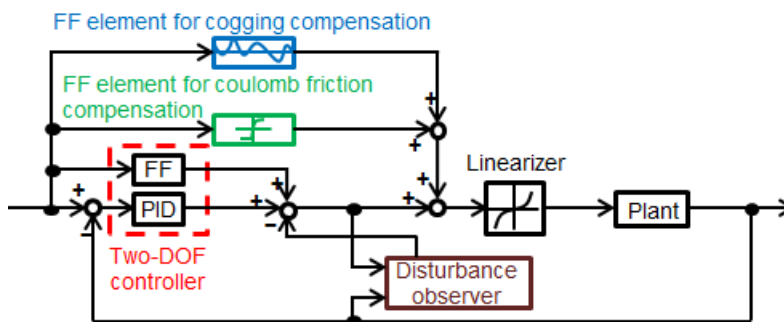 FF element for cogging compensation
FF element for coulomb friction
compensation
+
+
FF
Linearizer
+
+
+
PID
+
+
Plant
−
−
Two-DOF
controller
Disturbance
observer